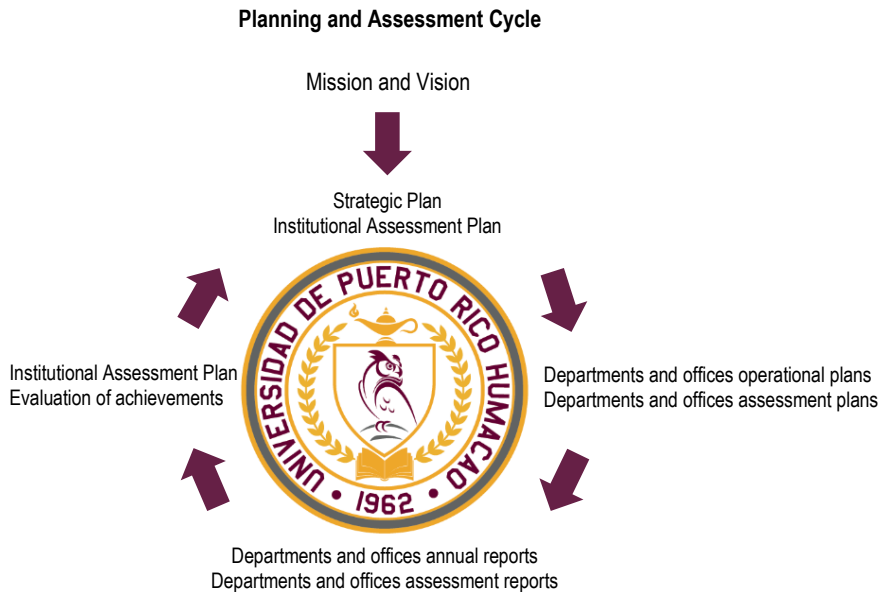 Planning and Assessment Cycle
Mission and Vision
Strategic Plan
Institutional Assessment Plan
UNIVERSIDAD DE PUERTO RICO HUMACAO
• 1962 •
Institutional Assessment Plan
Evaluation of achievements
Departments and offices operational plans
Departments and offices assessment plans
Departments and offices annual reports
Departments and offices assessment reports